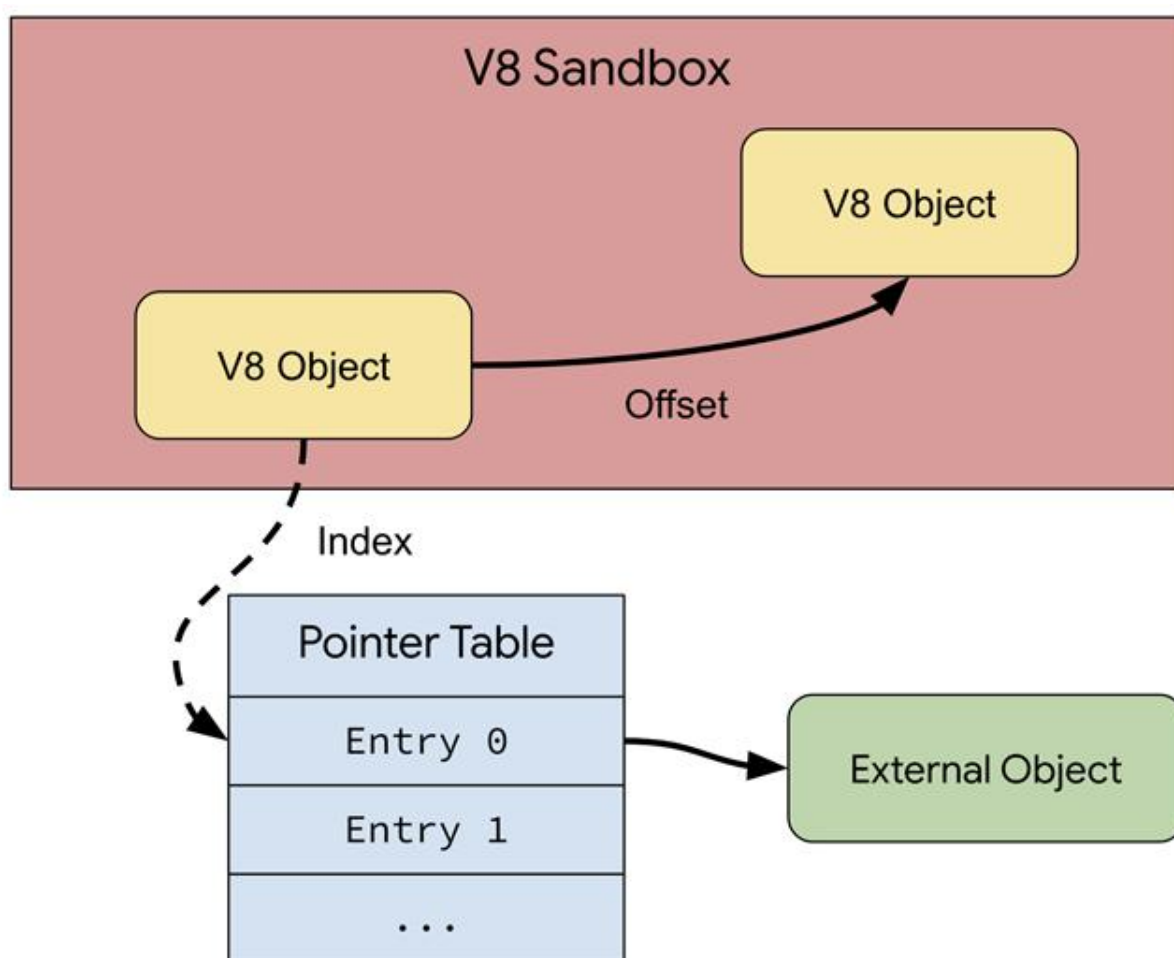 V8 Sandbox
V8 Object
V8 Object
Offset
Index
Pointer Table
Entry 0
External Object
Entry 1
...